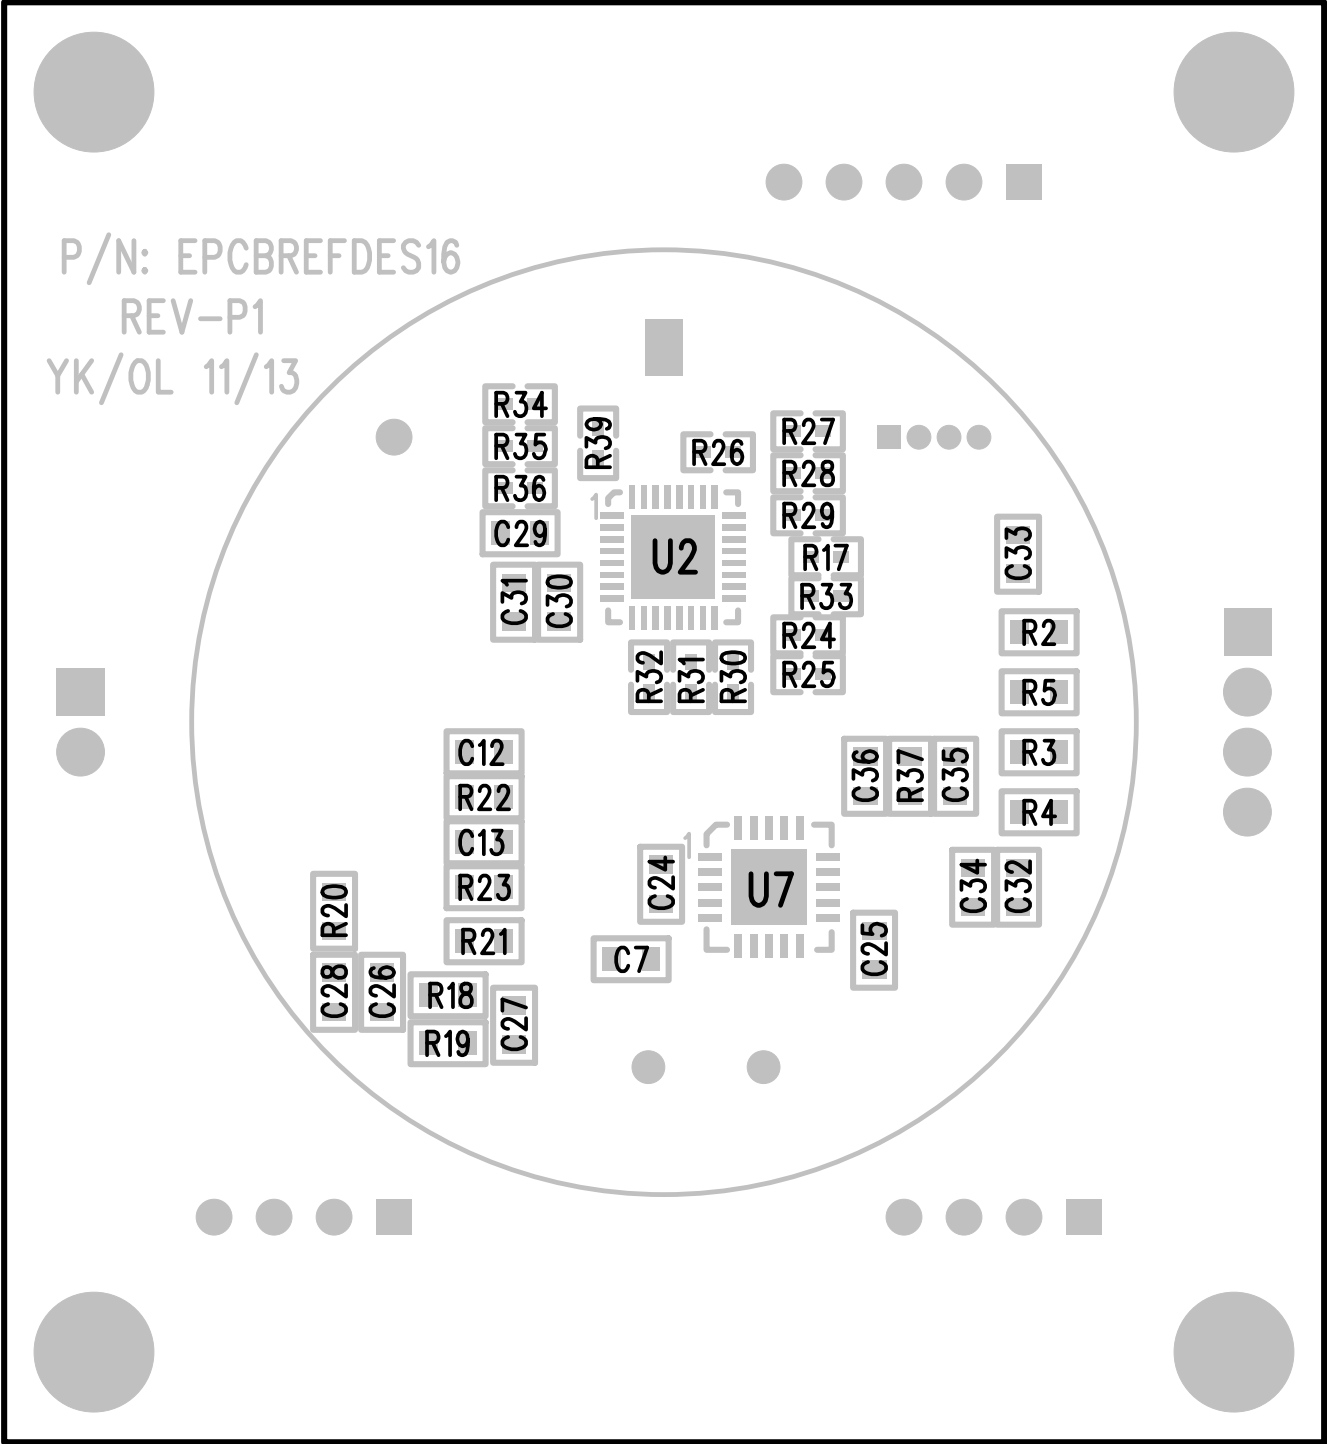 P/N: EPCBREFDES16
REV-P1
YK/OL 11/13
R34
R35
R36
C29
R39
R26
R27
R28
R29
R17
R33
R24
R25
1
U2
C31
C30
C33
R32
R31
R30
R2
R5
R3
R4
C12
R22
C13
R23
R21
C36
R37
C35
1
U7
C24
C7
C25
C34
C32
R20
C28
C26
R18
R19
C27